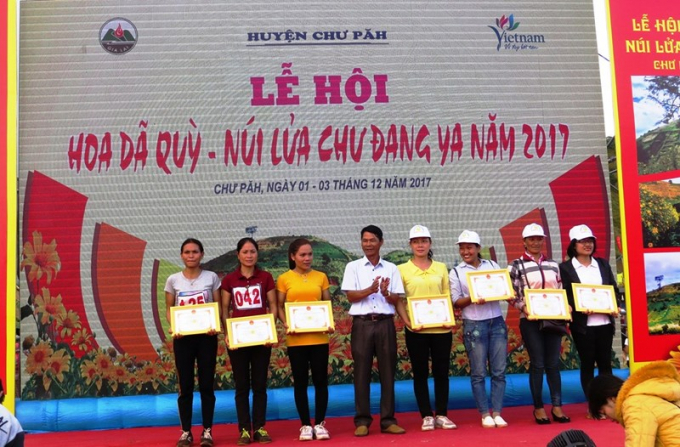 HUYỆN CHƯ PĂH
Vietnam
LỄ HỘI
HOA DÃ QUỲ - NÚI LỬA CHƯ ĐANG YA NĂM 2017
CHƯ PĂH, NGÀY 01 - 03 THÁNG 12 NĂM 2017
LỄ HỘI
NÚI LỬA
CHƯ
042